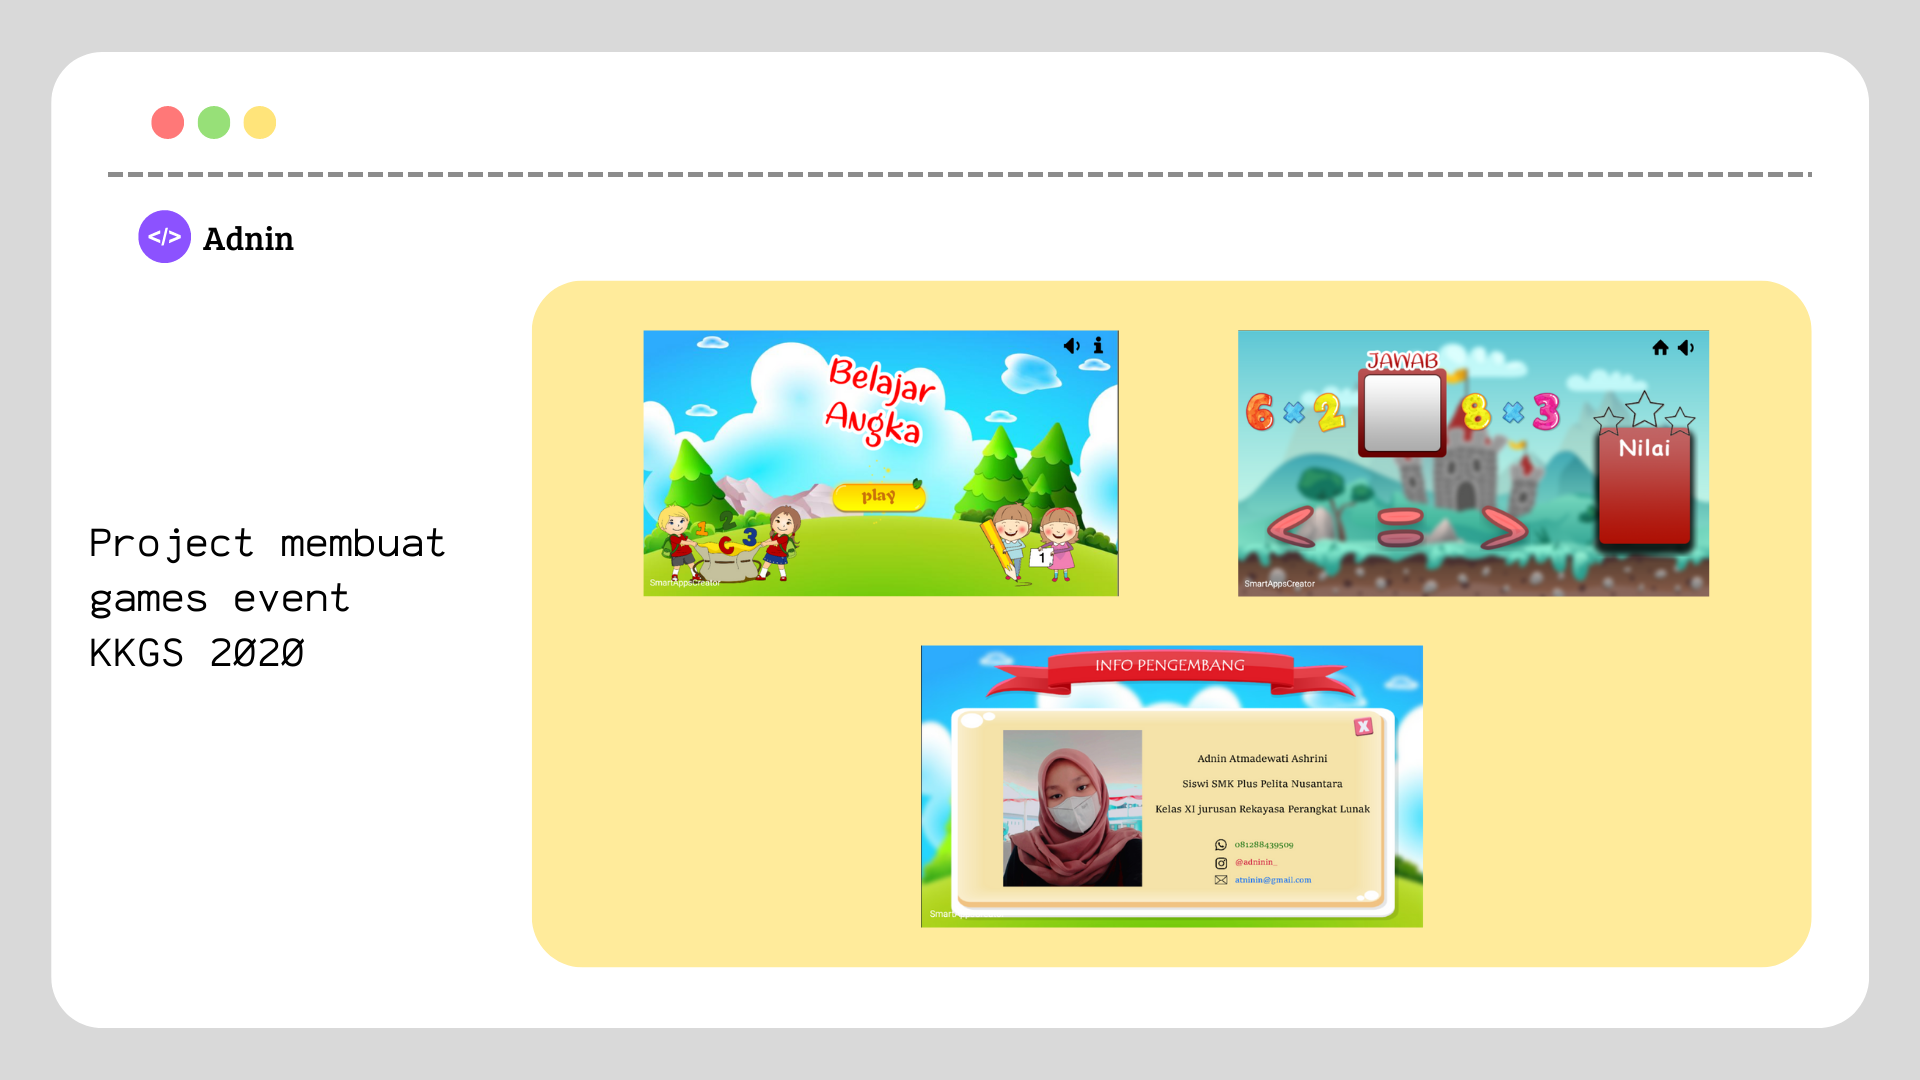 </> Adnin
Project membuat
games event
KKGS 2020
Belajar
Angka
play
1 2
C 3
1
SmartAppsCreator
JAWAB
6 × 2
8 × 3
Nilai
< = >
SmartAppsCreator
INFO PENGEMBANG
X
Adnin Atmadewati Ashrini
Siswi SMK Plus Pelita Nusantara
Kelas XI jurusan Rekayasa Perangkat Lunak
081288439509
@adninin_
atninin@gmail.com